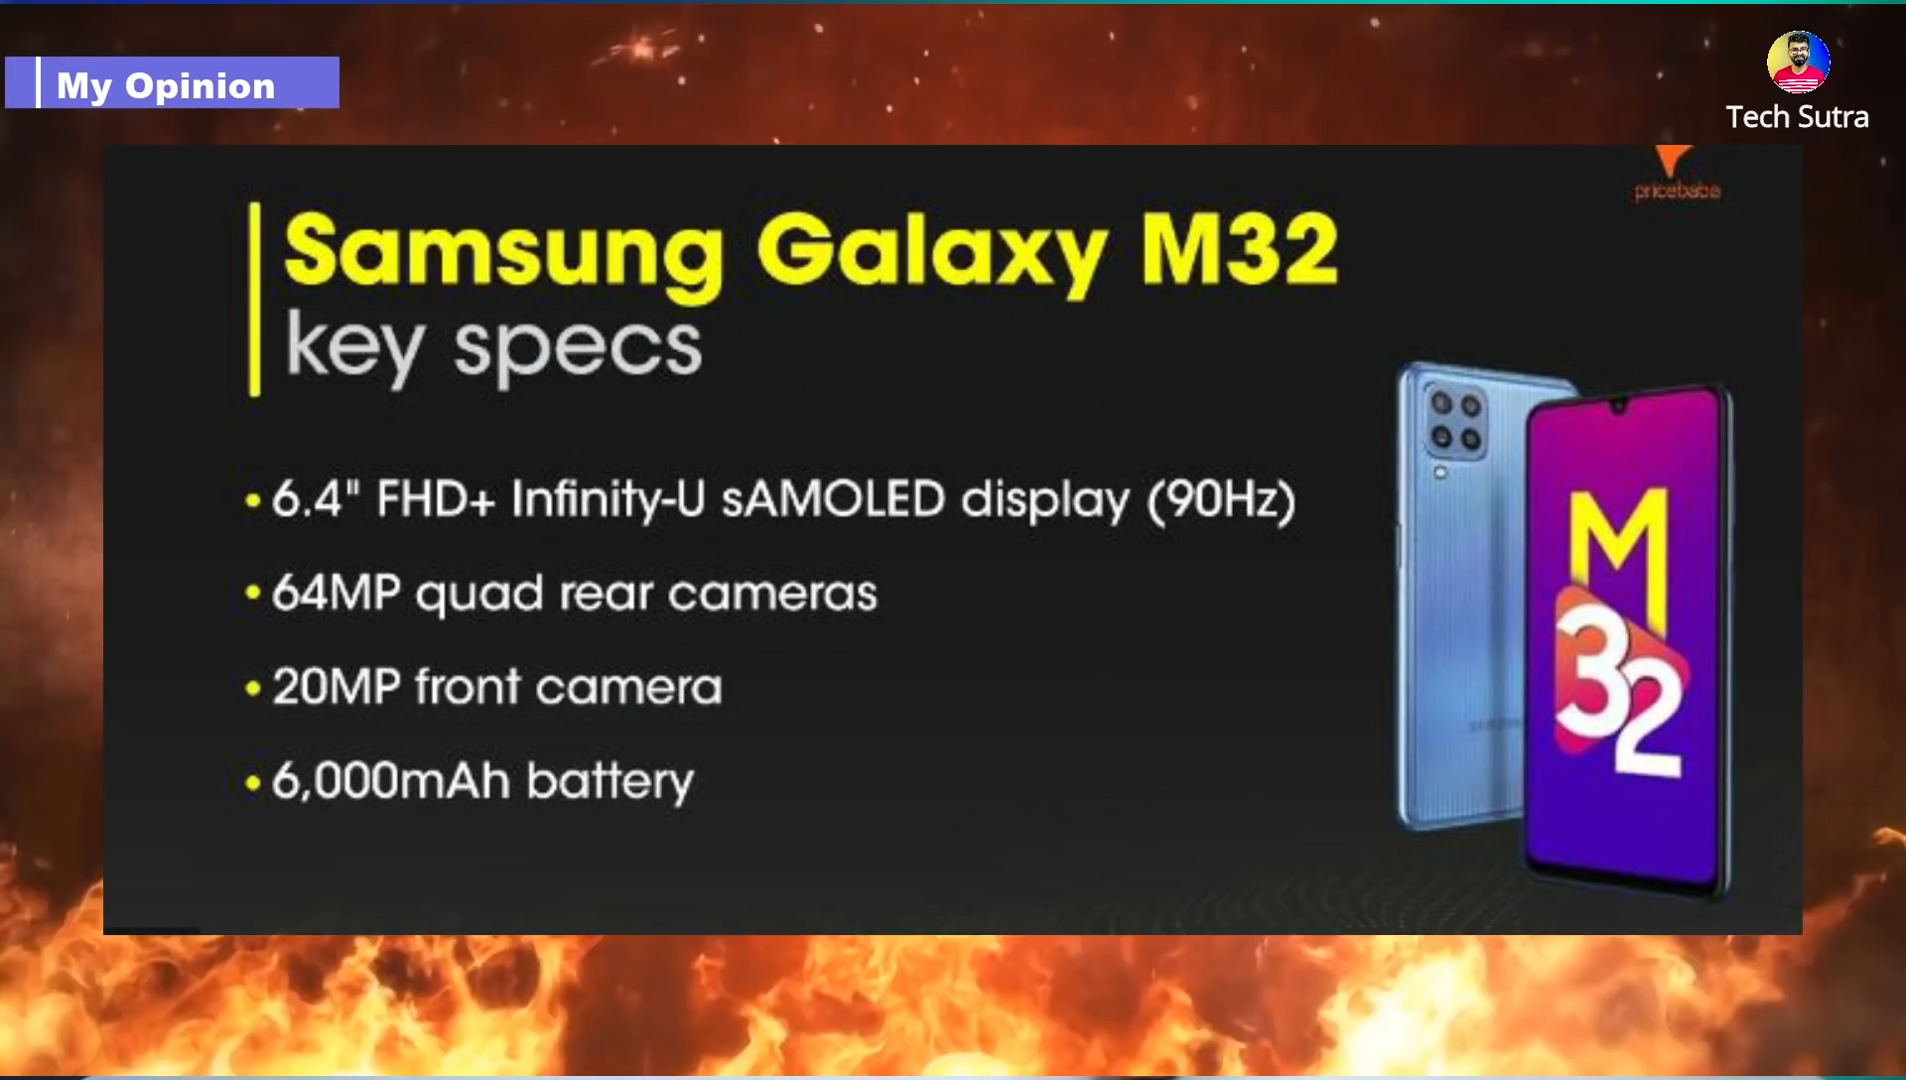 My Opinion
Tech Sutra
pricebaba
Samsung Galaxy M32
key specs
• 6.4" FHD+ Infinity-U sAMOLED display (90Hz)
• 64MP quad rear cameras
• 20MP front camera
• 6,000mAh battery
M
32